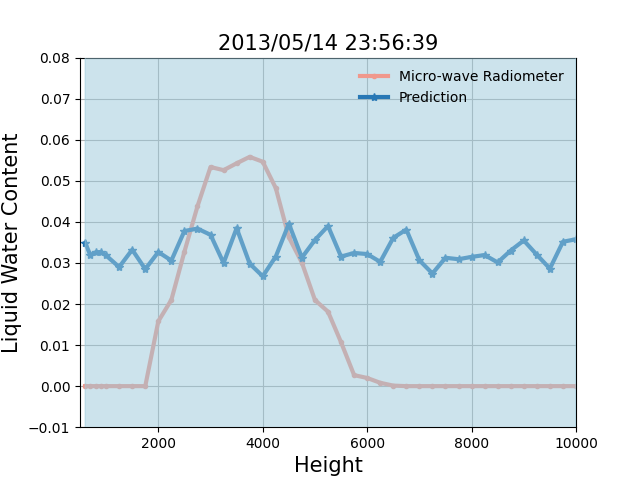 2013/05/14 23:56:39
Micro-wave Radiometer
Prediction
Liquid Water Content
0.08
0.07
0.06
0.05
0.04
0.03
0.02
0.01
0.00
−0.01
2000 4000 6000 8000 10000
Height